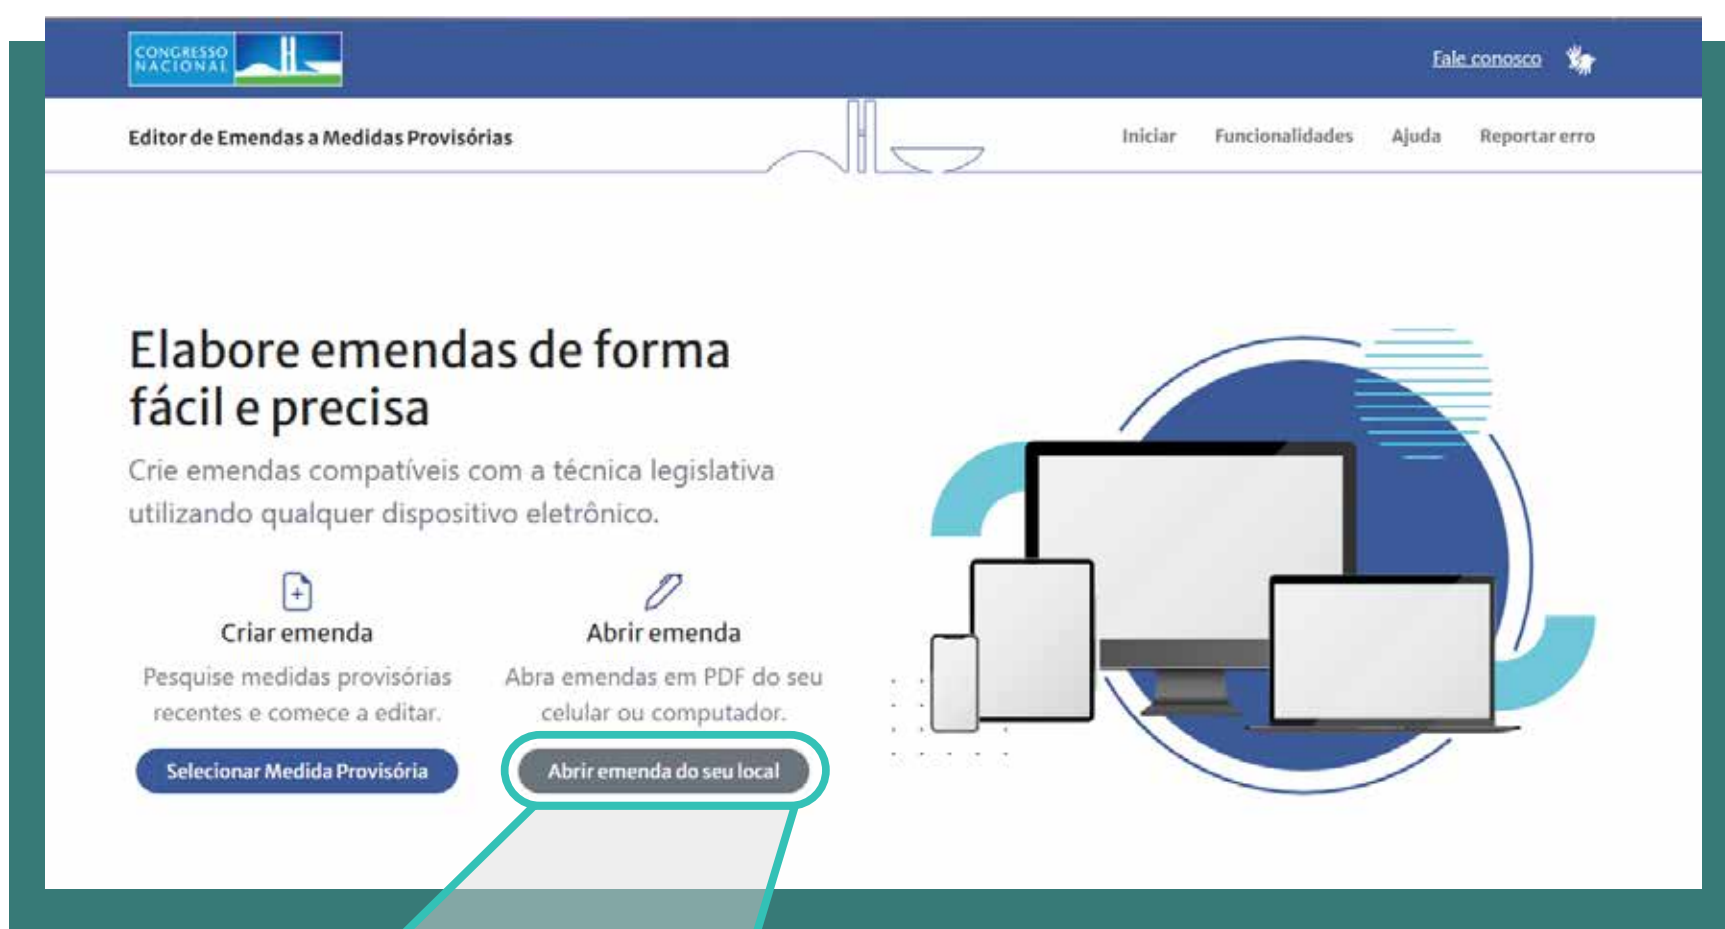 CONGRESSO
NACIONAL
Fale conosco
Editor de Emendas a Medidas Provisórias
Iniciar Funcionalidades Ajuda Reportar erro
Elabore emendas de forma
fácil e precisa
Crie emendas compatíveis com a técnica legislativa
utilizando qualquer dispositivo eletrônico.
Criar emenda
Pesquise medidas provisórias
recentes e comece a editar.
Selecionar Medida Provisória
Abrir emenda
Abra emendas em PDF do seu
celular ou computador.
Abrir emenda do seu local